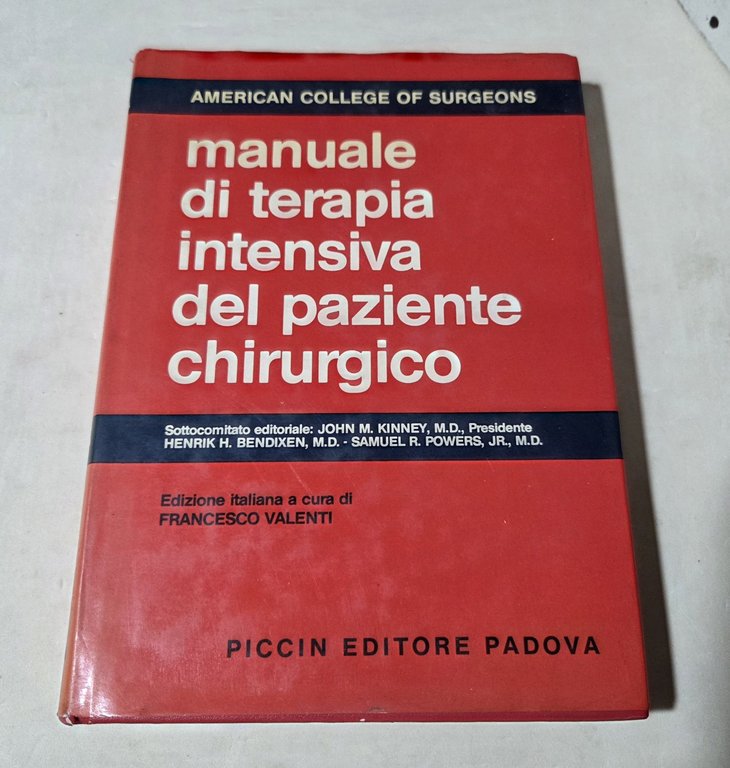 AMERICAN COLLEGE OF SURGEONS
manuale
di terapia
intensiva
del paziente
chirurgico
Sottocomitato editoriale: JOHN M. KINNEY, M.D., Presidente
HENRIK H. BENDIXEN, M.D. - SAMUEL R. POWERS, JR., M.D.
Edizione italiana a cura di
FRANCESCO VALENTI
PICCIN EDITORE PADOVA